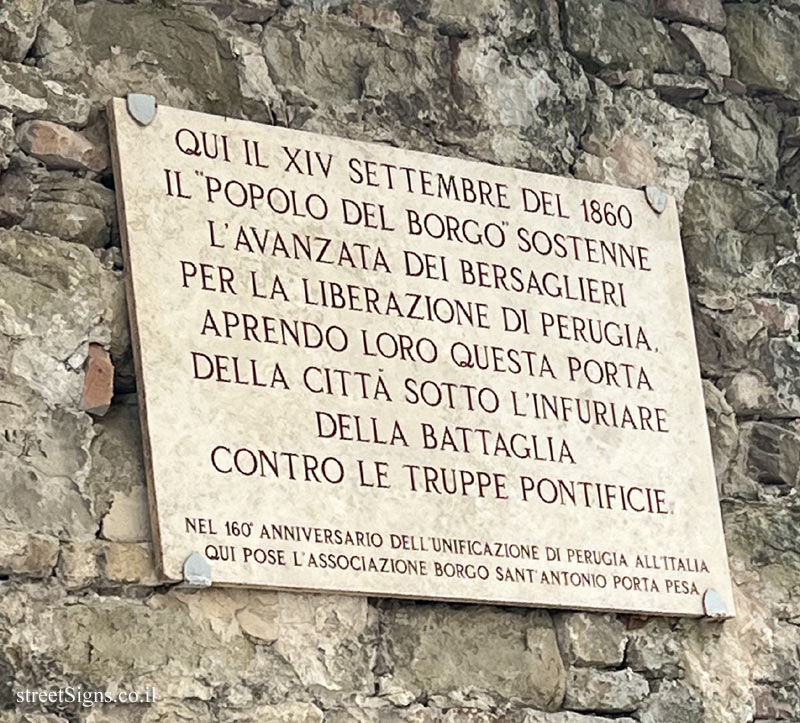 QUI IL XIV SETTEMBRE DEL 1860
IL "POPOLO DEL BORGO" SOSTENNE
L'AVANZATA DEI BERSAGLIERI
PER LA LIBERAZIONE DI PERUGIA,
APRENDO LORO QUESTA PORTA
DELLA CITTÀ SOTTO L'INFURIARE
DELLA BATTAGLIA
CONTRO LE TRUPPE PONTIFICIE.
NEL 160° ANNIVERSARIO DELL'UNIFICAZIONE DI PERUGIA ALL'ITALIA
QUI POSE L'ASSOCIAZIONE BORGO SANT'ANTONIO PORTA PESA
streetSigns.co.il